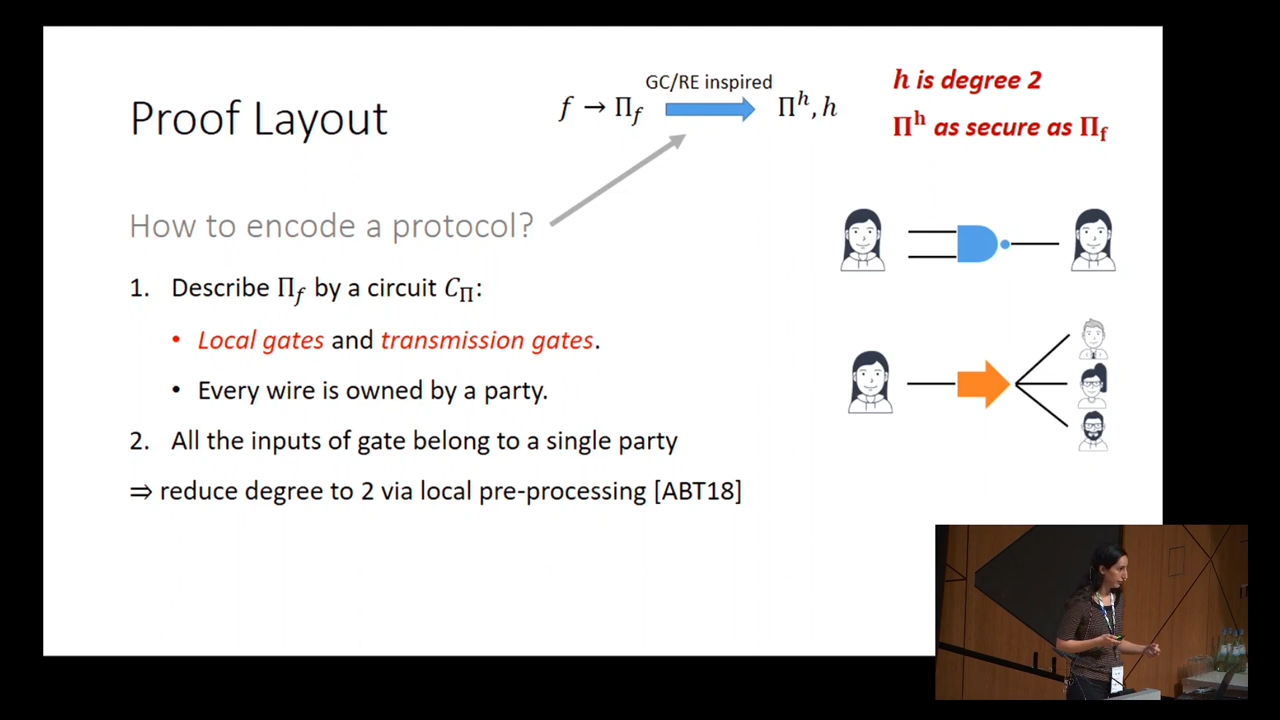 Proof Layout
f → Π_f
GC/RE inspired
Π^h, h
h is degree 2
Π^h as secure as Π_f
How to encode a protocol?
1. Describe Π_f by a circuit C_Π:
• Local gates and transmission gates.
• Every wire is owned by a party.
2. All the inputs of gate belong to a single party
⇒ reduce degree to 2 via local pre-processing [ABT18]